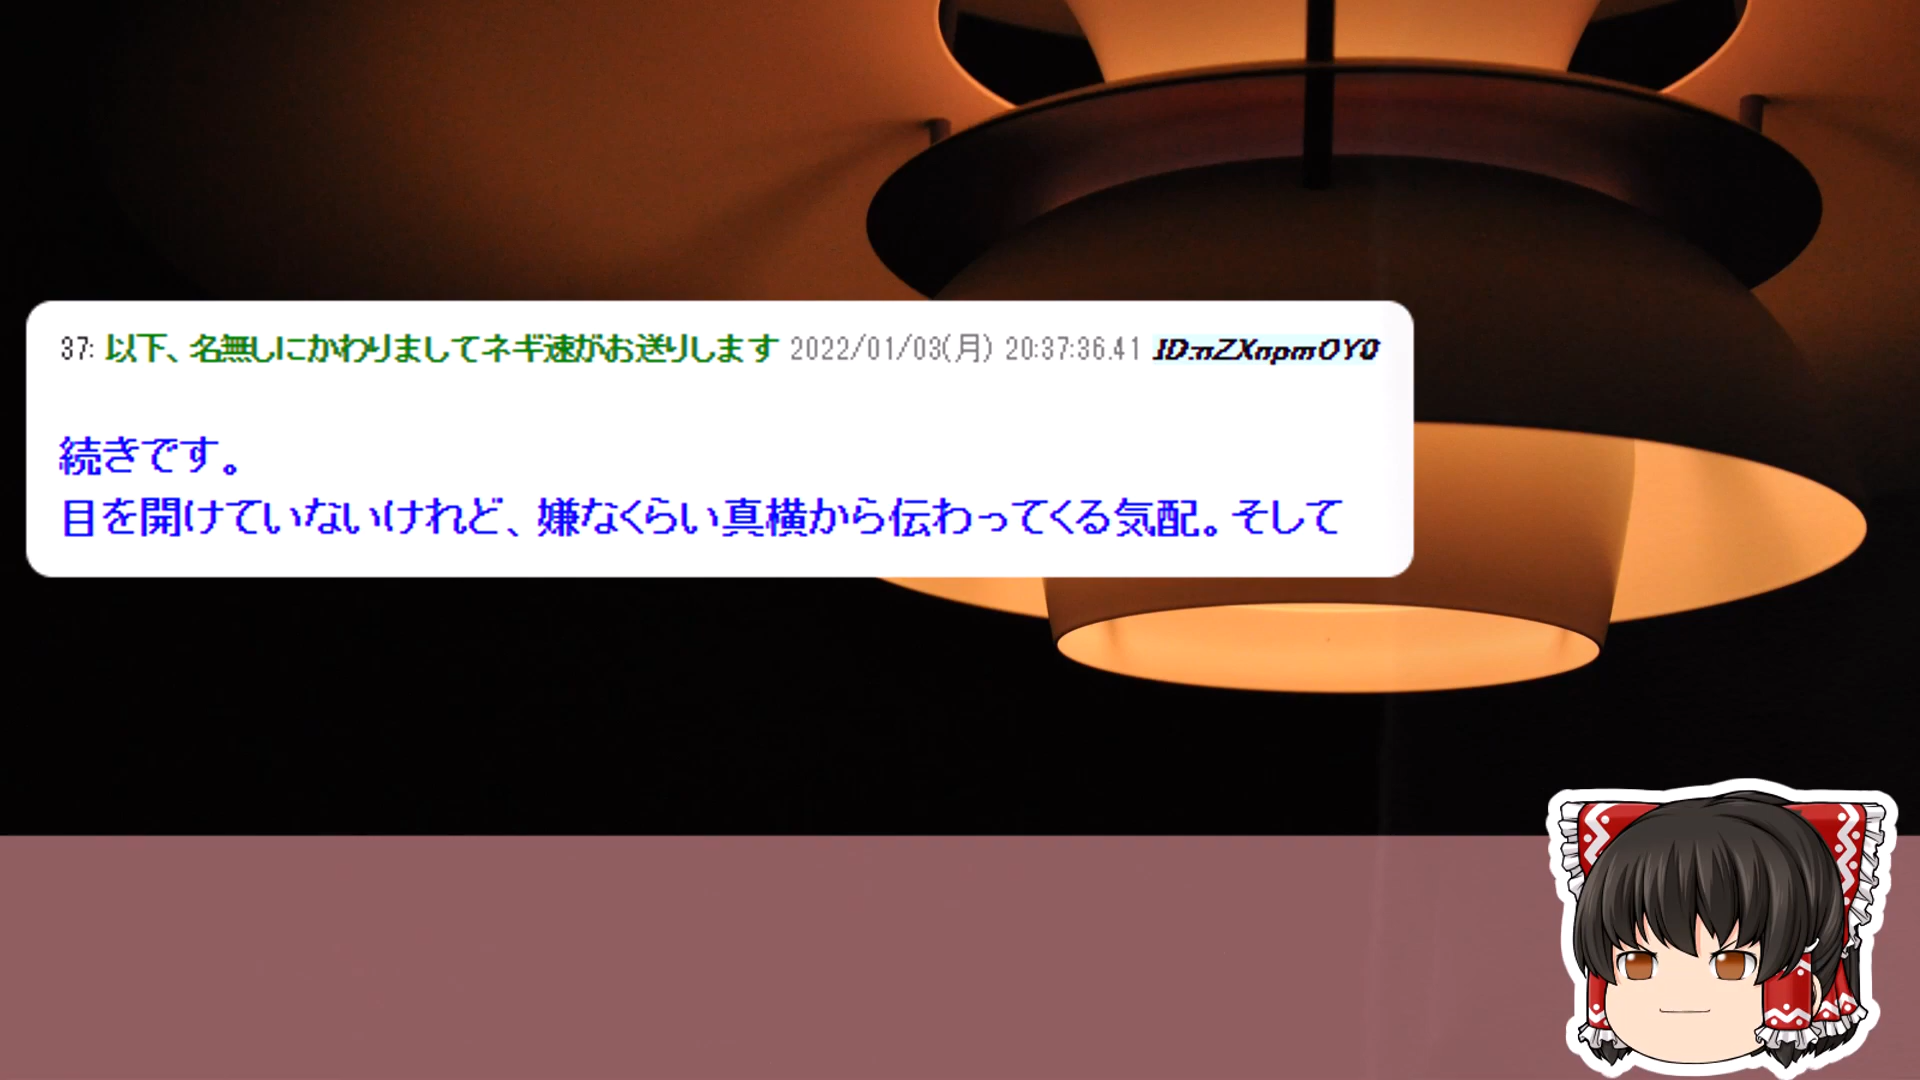 37: 以下、名無しにかわりましてネギ速がお送りします 2022/01/03(月) 20:37:36.41 ID:nZXnpmOY0
続きです。
目を開けていないけれど、嫌なくらい真横から伝わってくる気配。そして